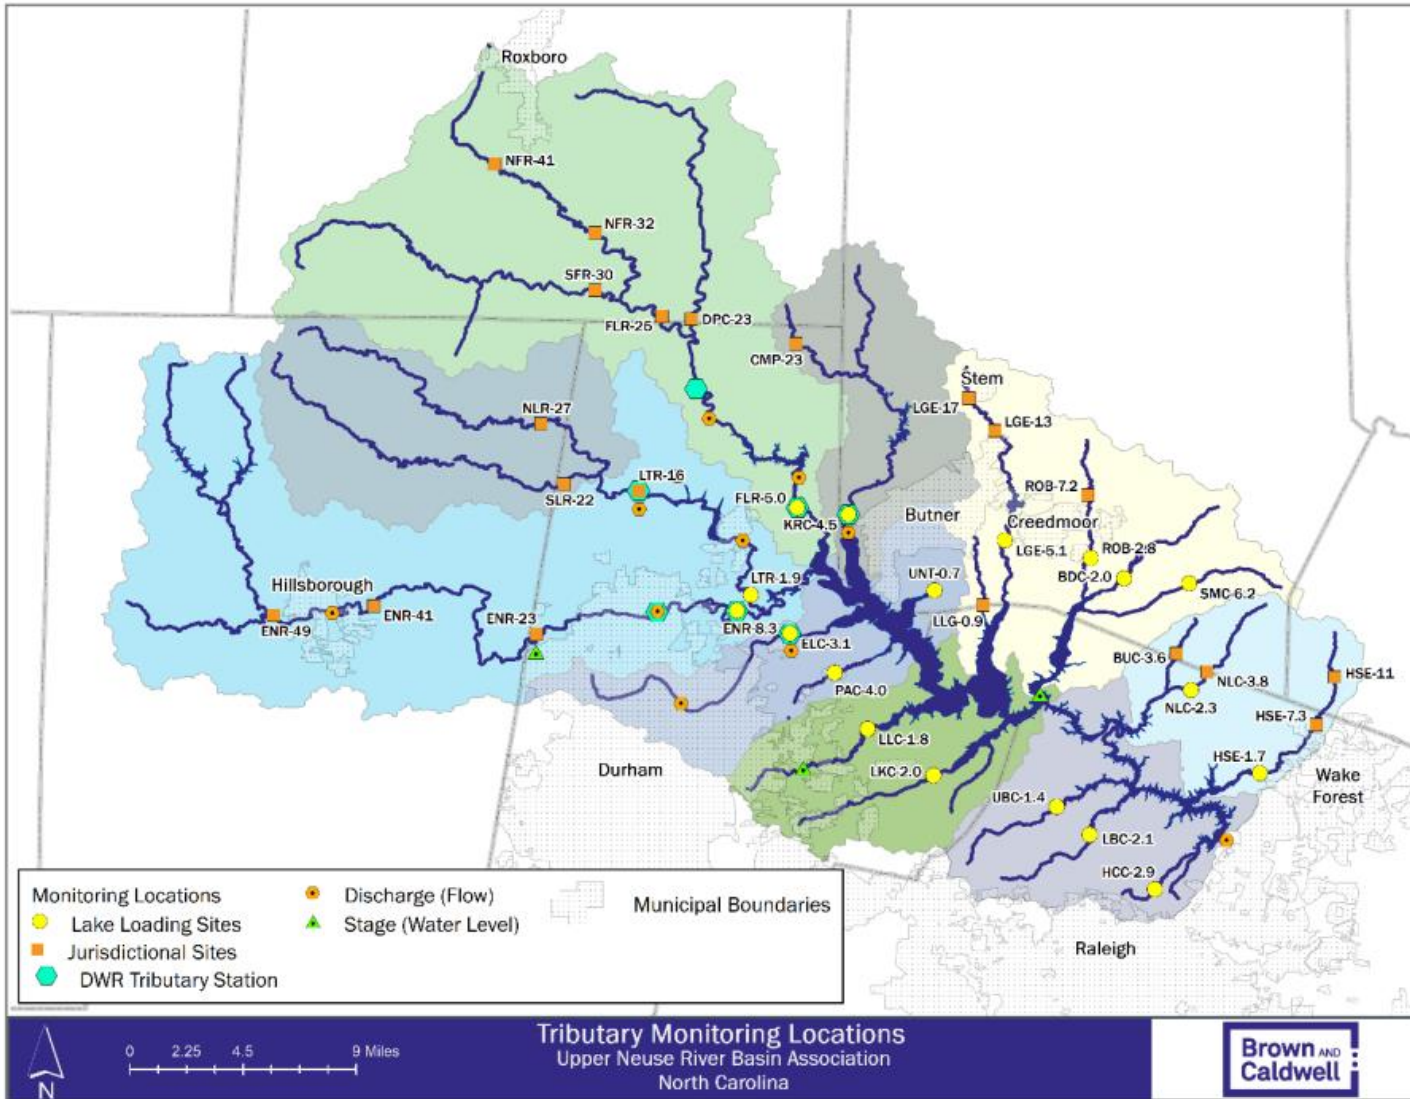 Roxboro
NFR-41
NFR-32
SFR-30
FLR-25
DPC-23
CMP-23
Stem
LGE-17
LGE-13
NLR-27
LTR-16
SLR-22
FLR-5.0
KRC-4.5
Butner
ROB-7.2
Creedmoor
LGE-5.1
ROB-2.8
BDC-2.0
SMC-6.2
UNT-0.7
LTR-1.9
Hillsborough
ENR-49
ENR-41
ENR-23
ENR-8.3
ELC-3.1
LLG-0.9
BUC-3.6
NLC-3.8
NLC-2.3
HSE-11
HSE-7.3
PAC-4.0
LLC-1.8
LKC-2.0
HSE-1.7
Durham
Wake
Forest
UBC-1.4
LBC-2.1
HCC-2.9
Raleigh
Monitoring Locations
Lake Loading Sites
Jurisdictional Sites
DWR Tributary Station
Discharge (Flow)
Stage (Water Level)
Municipal Boundaries
N
0 2.25 4.5 9 Miles
Tributary Monitoring Locations
Upper Neuse River Basin Association
North Carolina
Brown AND
Caldwell